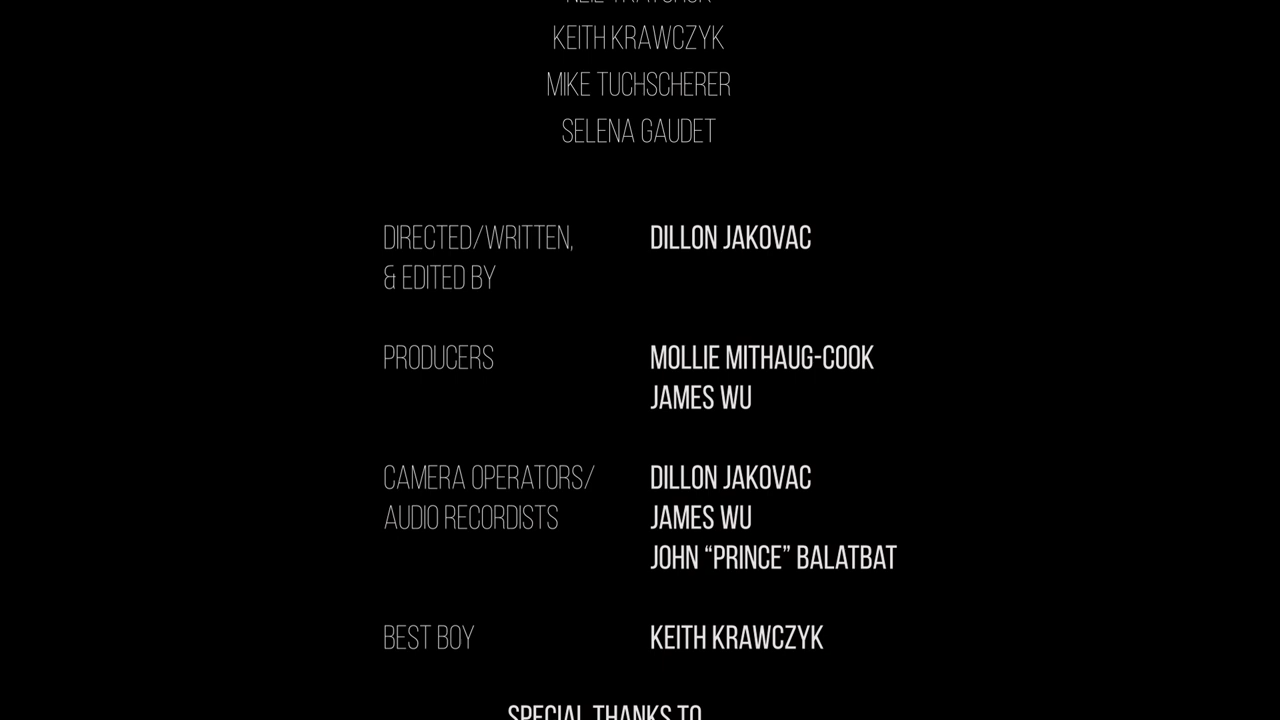 KEITH KRAWCZYK
MIKE TUCHSCHERER
SELENA GAUDET
DIRECTED/WRITTEN, DILLON JAKOVAC
& EDITED BY
PRODUCERS MOLLIE MITHAUG-COOK
JAMES WU
CAMERA OPERATORS/ DILLON JAKOVAC
AUDIO RECORDISTS JAMES WU
JOHN “PRINCE” BALATBAT
BEST BOY KEITH KRAWCZYK
SPECIAL THANKS TO